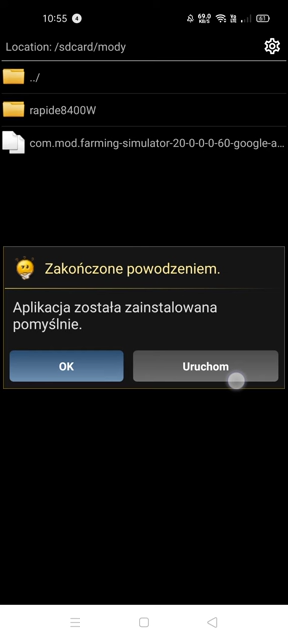 10:55 4 69.0 KB/S 61
Location: /sdcard/mody
../
rapide8400W
com.mod.farming-simulator-20-0-0-0-60-google-a...
Zakończone powodzeniem.
Aplikacja została zainstalowana
pomyślnie.
OK Uruchom